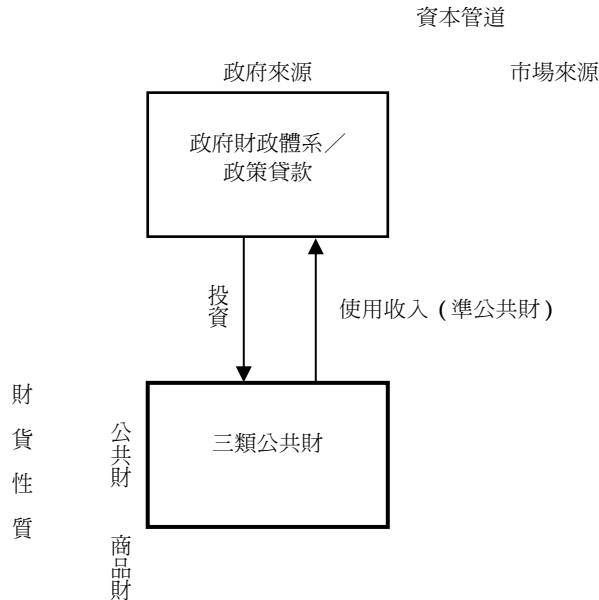 資本管道
政府來源
市場來源
政府財政體系／
政策貸款
投資
使用收入 ( 準公共財 )
財貨性質
公共財
三類公共財
商品財